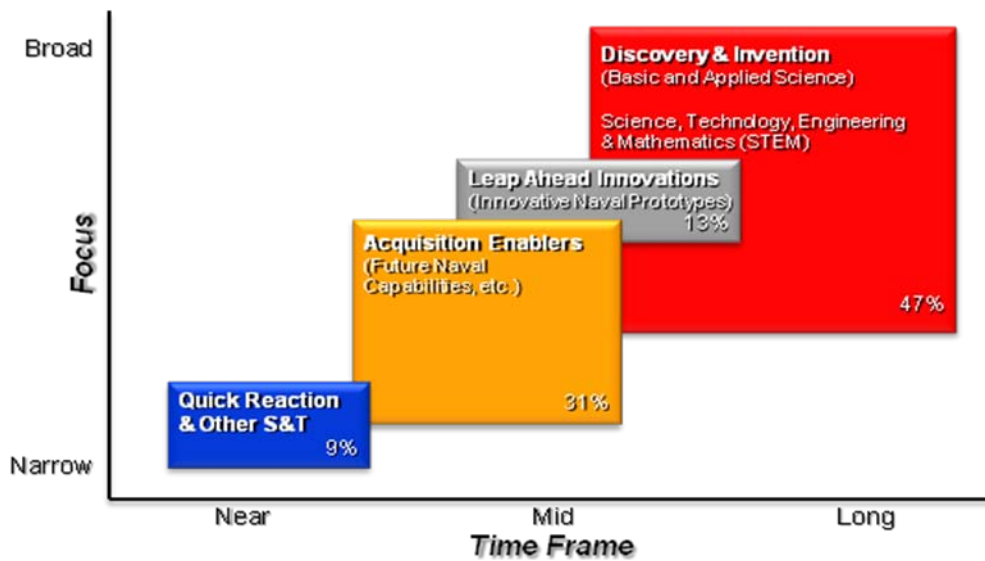 Broad
Discovery & Invention
(Basic and Applied Science)
Science, Technology, Engineering
& Mathematics (STEM)
47%
Leap Ahead Innovations
(Innovative Naval Prototypes)
13%
Focus
Acquisition Enablers
(Future Naval
Capabilities, etc.)
31%
Quick Reaction
& Other S&T
9%
Narrow
Near
Mid
Long
Time Frame